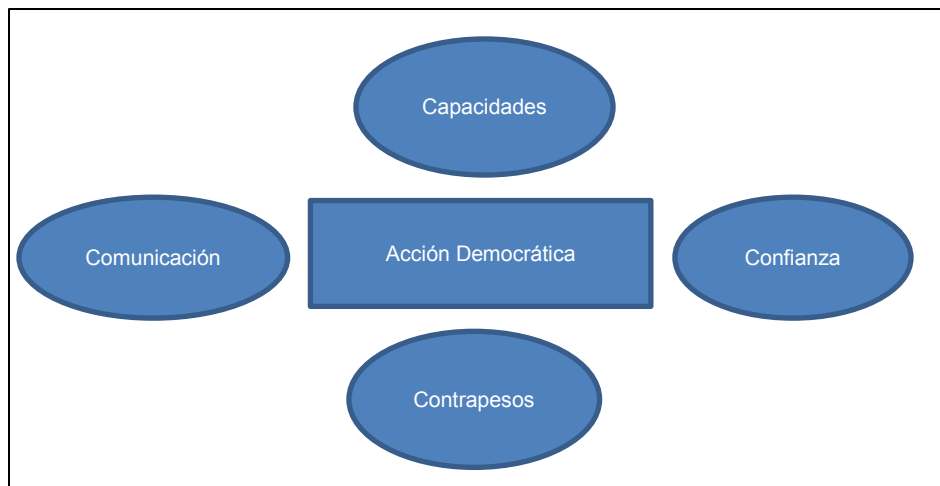 Capacidades
Comunicación
Acción Democrática
Confianza
Contrapesos